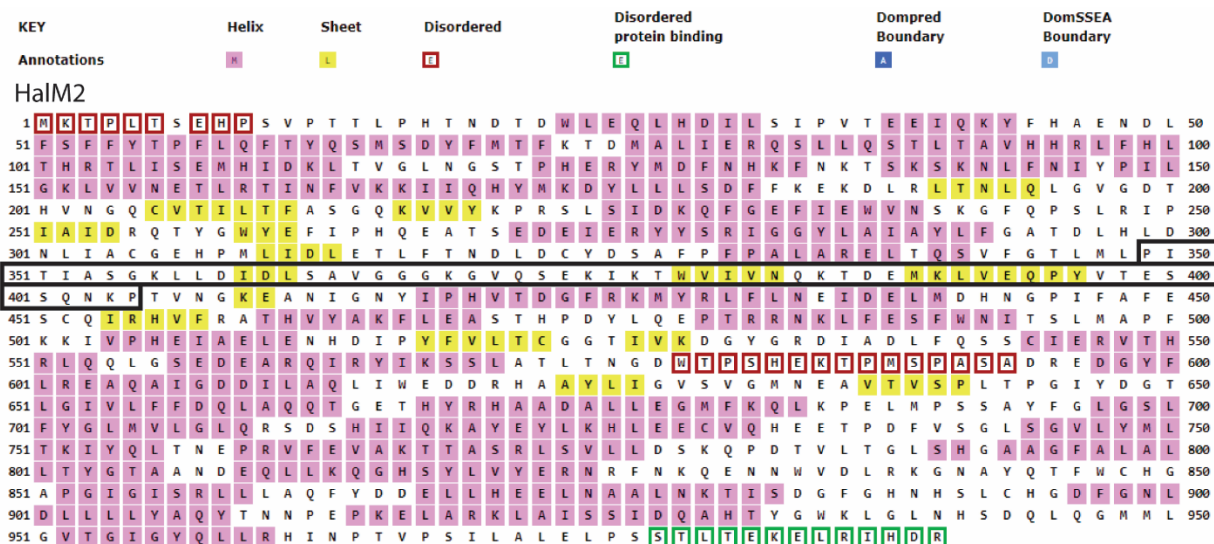 KEY Helix Sheet Disordered Disordered protein binding Dompred Boundary DomSSEA Boundary
Annotations M L E E A D
HalM2
1 M K T P L T S E H P S V P T T L P H T N D T D W L E Q L H D I L S I P V T E E I Q K Y F H A E N D L 50
51 F S F F Y T P F L Q F T Y Q S M S D Y F M T F K T D M A L I E R Q S L L Q S T L T A V H H R L F H L 100
101 T H R T L I S E M H I D K L T V G L N G S T P H E R Y M D F N H K F N K T S K S K N L F N I Y P I L 150
151 G K L V V N E T L R T I N F V K K I I Q H Y M K D Y L L L S D F F K E K D L R L T N L Q L G V G D T 200
201 H V N G Q C V T I L T F A S G Q K V V Y K P R S L S I D K Q F G E F I E W V N S K G F Q P S L R I P 250
251 I A I D R Q T Y G W Y E F I P H Q E A T S E D E I E R Y Y S R I G G Y L A I A Y L F G A T D L H L D 300
301 N L I A C G E H P M L I D L E T L F T N D L D C Y D S A F P F P A L A R E L T Q S V F G T L M L P I 350
351 T I A S G K L L D I D L S A V G G G K G V Q S E K I K T W V I V N Q K T D E M K L V E Q P Y V T E S 400
401 S Q N K P T V N G K E A N I G N Y I P H V T D G F R K M Y R L F L N E I D E L M D H N G P I F A F E 450
451 S C Q I R H V F R A T H V Y A K F L E A S T H P D Y L Q E P T R R N K L F E S F W N I T S L M A P F 500
501 K K I V P H E I A E L E N H D I P Y F V L T C G G T I V K D G Y G R D I A D L F Q S S C I E R V T H 550
551 R L Q Q L G S E D E A R Q I R Y I K S S L A T L T N G D W T P S H E K T P M S P A S A D R E D G Y F 600
601 L R E A Q A I G D D I L A Q L I W E D D R H A A Y L I G V S V G M N E A V T V S P L T P G I Y D G T 650
651 L G I V L F F D Q L A Q Q T G E T H Y R H A A D A L L E G M F K Q L K P E L M P S S A Y F G L G S L 700
701 F Y G L M V L G L Q R S D S H I I Q K A Y E Y L K H L E E C V Q H E E T P D F V S G L S G V L Y M L 750
751 T K I Y Q L T N E P R V F E V A K T T A S R L S V L L D S K Q P D T V L T G L S H G A A G F A L A L 800
801 L T Y G T A A N D E Q L L K Q G H S Y L V Y E R N R F N K Q E N N W V D L R K G N A Y Q T F W C H G 850
851 A P G I G I S R L L L A Q F Y D D E L L H E E L N A A L N K T I S D G F G H N H S L C H G D F G N L 900
901 D L L L L Y A Q Y T N N P E P K E L A R K L A I S S I D Q A H T Y G W K L G L N H S D Q L Q G M M L 950
951 G V T G I G Y Q L L R H I N P T V P S I L A L E L P S S T L T E K E L R I H D R